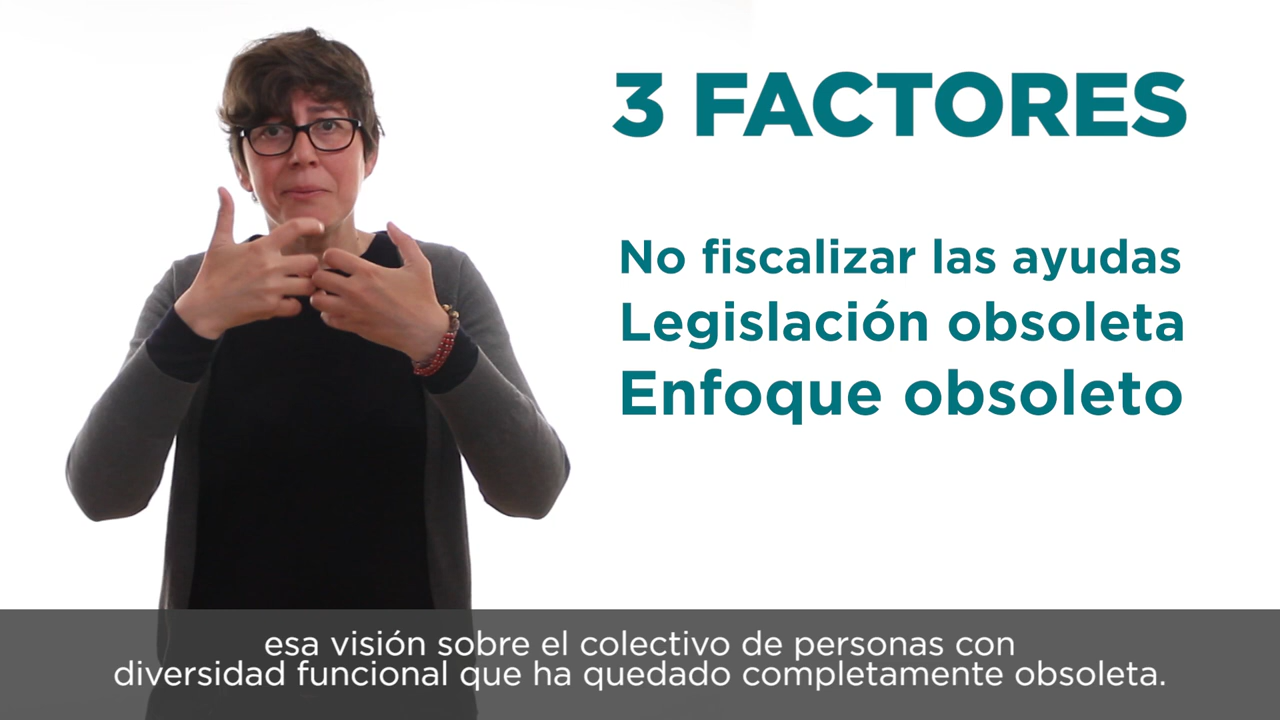 3 FACTORES
No fiscalizar las ayudas
Legislación obsoleta
Enfoque obsoleto
esa visión sobre el colectivo de personas con
diversidad funcional que ha quedado completamente obsoleta.